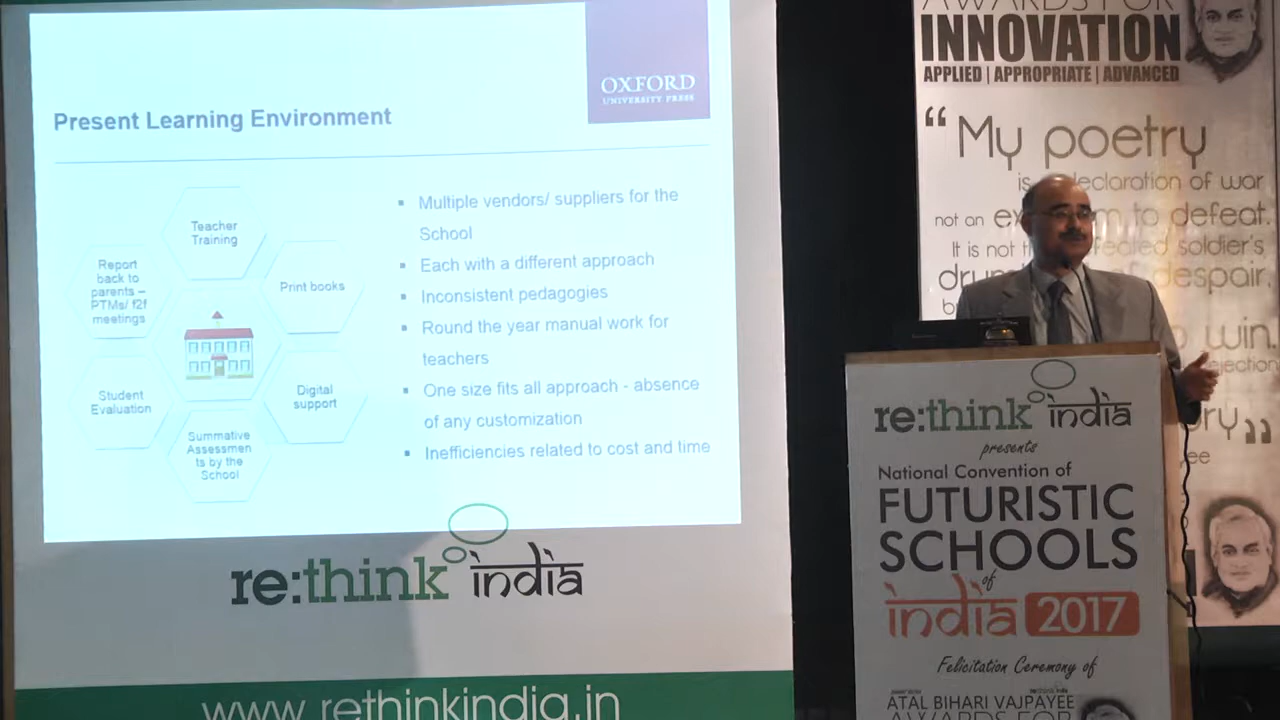 OXFORD
UNIVERSITY PRESS
Present Learning Environment
Teacher
Training
Report
back to
parents –
PTMs/ f2f
meetings
Print books
Student
Evaluation
Digital
support
Summative
Assessmen
ts by the
School
▪ Multiple vendors/ suppliers for the
School
▪ Each with a different approach
▪ Inconsistent pedagogies
▪ Round the year manual work for
teachers
▪ One size fits all approach - absence
of any customization
▪ Inefficiencies related to cost and time
re:think india
www.rethinkindia.in
AWARDS FOR
INNOVATION
APPLIED | APPROPRIATE | ADVANCED
“ My poetry
is declaration of war
not an to defeat.
It is not soldier's
despair,
win.
”
re:think india
presents
National Convention of
FUTURISTIC
SCHOOLS
of
india 2017
Felicitation Ceremony of
ATAL BIHARI VAJPAYEE
AWARDS FOR